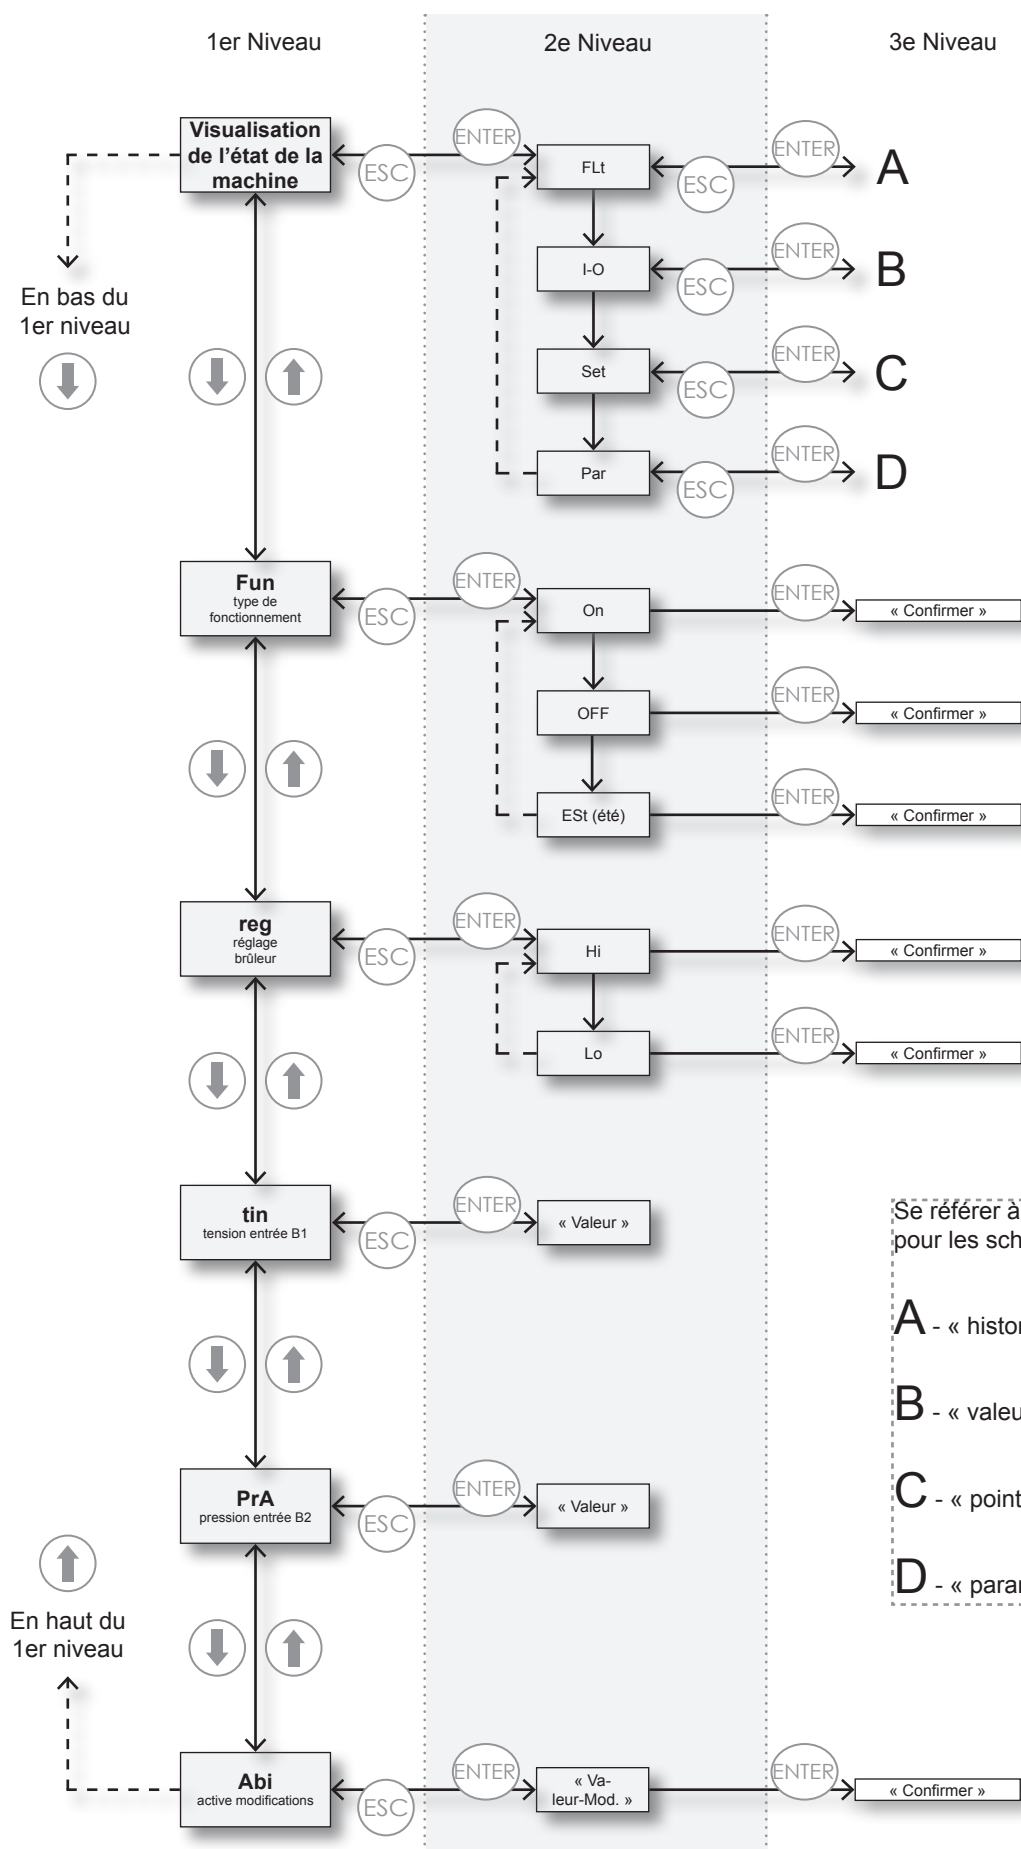 1er Niveau
2e Niveau
3e Niveau
Visualisation
de l'état de la
machine
ESC
ENTER
FLt
ESC
ENTER
A
En bas du
1er niveau
I-O
ESC
ENTER
B
Set
ESC
ENTER
C
Par
ESC
ENTER
D
Fun
type de
fonctionnement
ESC
ENTER
On
ENTER
« Confirmer »
OFF
ENTER
« Confirmer »
ESt (été)
ENTER
« Confirmer »
reg
réglage
brûleur
ESC
ENTER
Hi
ENTER
« Confirmer »
Lo
ENTER
« Confirmer »
tin
tension entrée B1
ESC
ENTER
« Valeur »
Se référer à
pour les sch
A - « histor
B - « valeu
C - « point
D - « parar
PrA
pression entrée B2
ESC
ENTER
« Valeur »
En haut du
1er niveau
Abi
active modifications
ESC
ENTER
« Va-
leur-Mod. »
ENTER
« Confirmer »